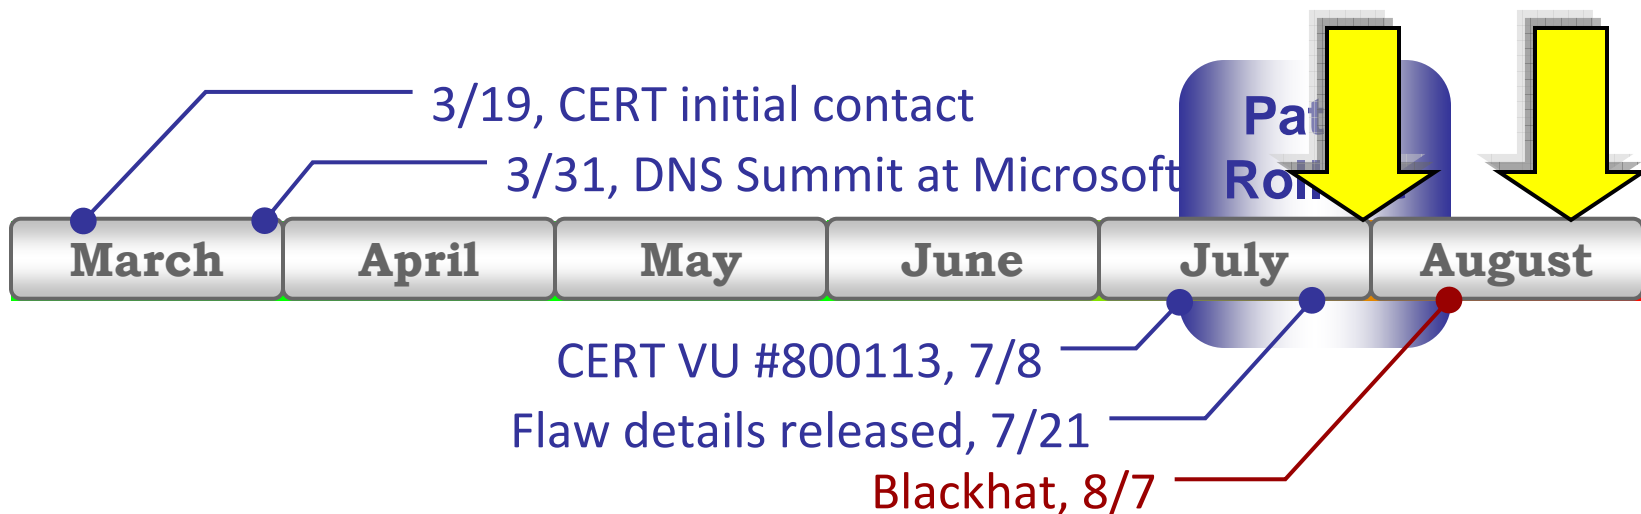 3/19, CERT initial contact
3/31, DNS Summit at Microsoft
March April May June July August
CERT VU #800113, 7/8
Flaw details released, 7/21
Blackhat, 8/7